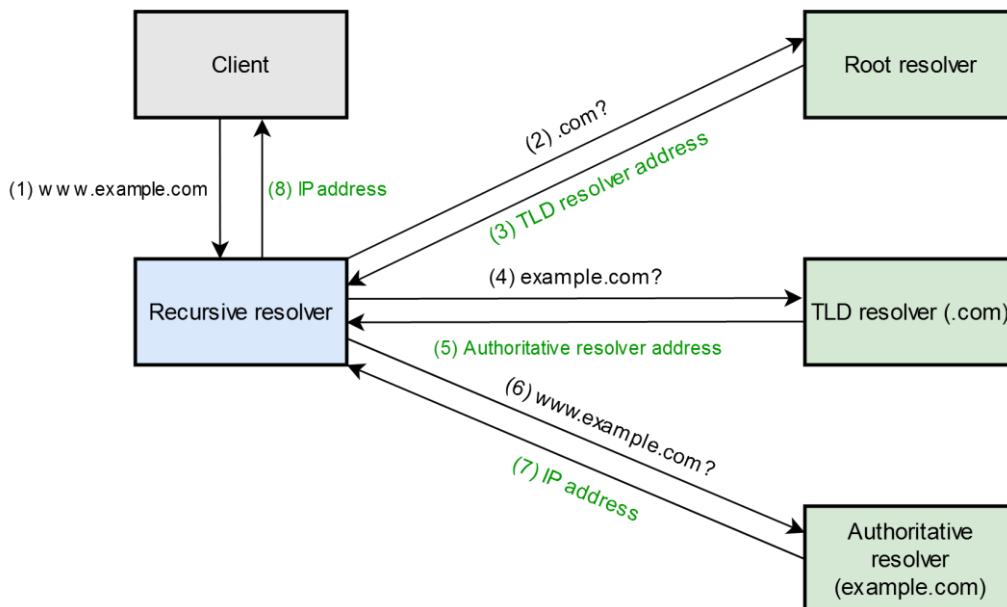 Client
Root resolver
(2) .com?
(3) TLD resolver address
(1) www.example.com
(8) IP address
Recursive resolver
(4) example.com?
TLD resolver (.com)
(5) Authoritative resolver address
(6) www.example.com?
(7) IP address
Authoritative
resolver
(example.com)